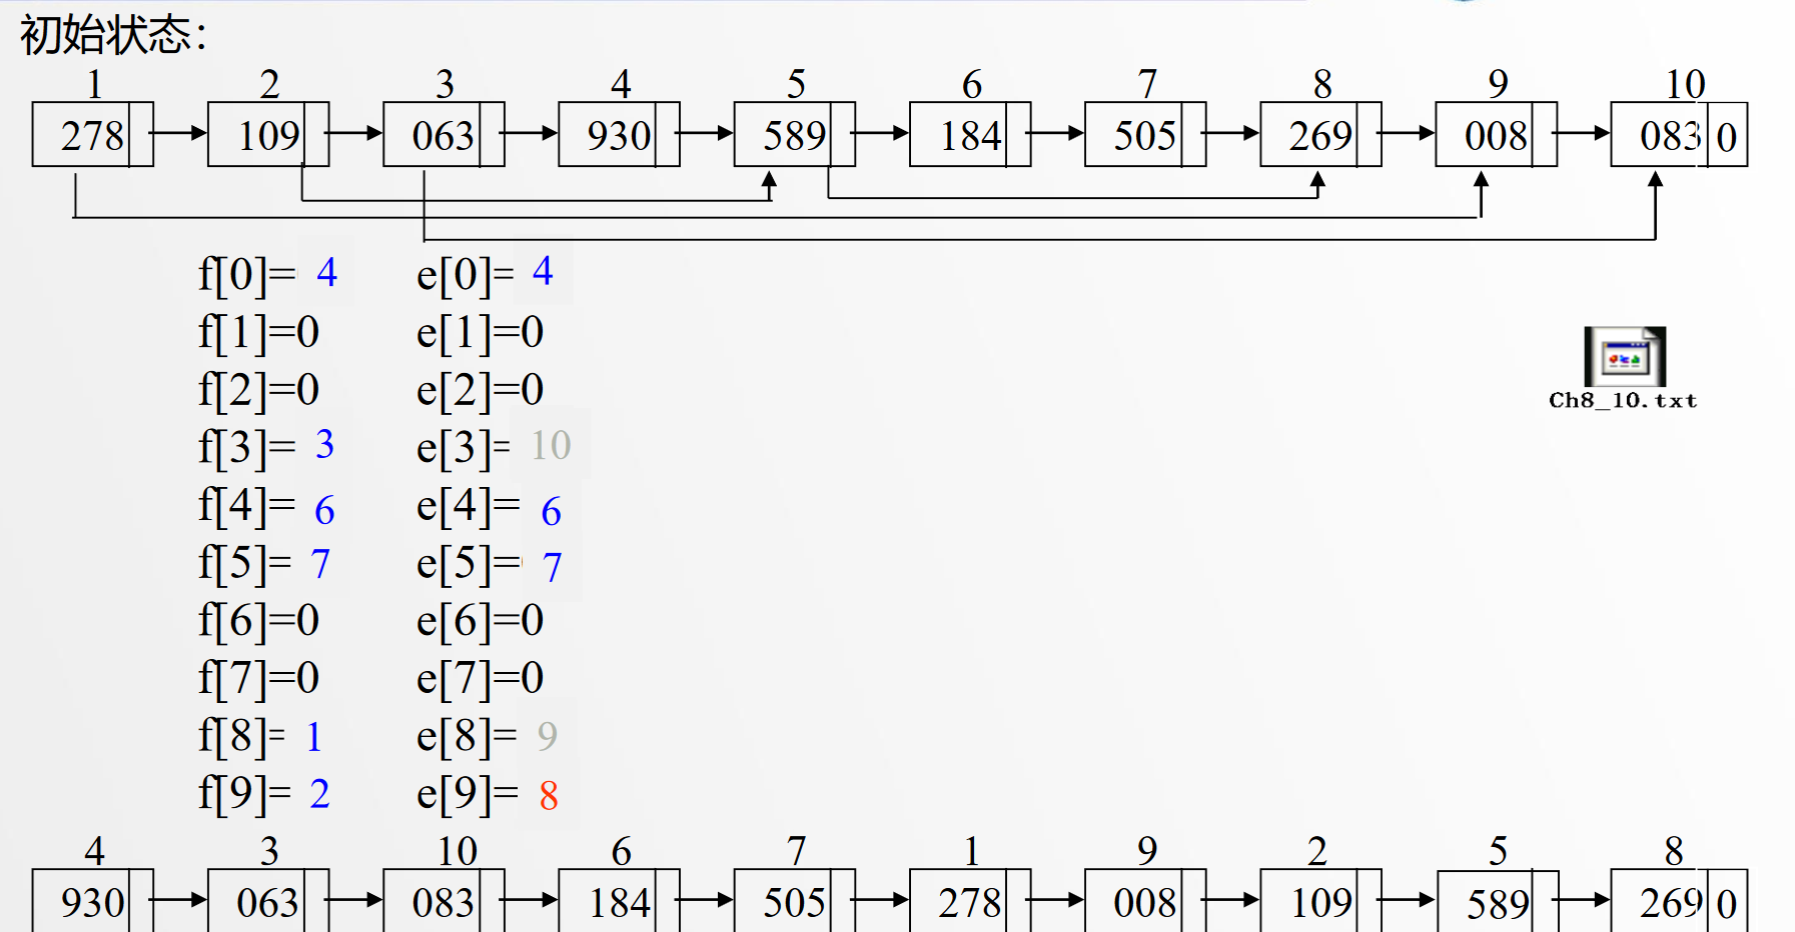 初始状态：
1 2 3 4 5 6 7 8 9 10
278 109 063 930 589 184 505 269 008 083 0
f[0]= 4 e[0]= 4
f[1]=0 e[1]=0
f[2]=0 e[2]=0
f[3]= 3 e[3]= 10
f[4]= 6 e[4]= 6
f[5]= 7 e[5]= 7
f[6]=0 e[6]=0
f[7]=0 e[7]=0
f[8]= 1 e[8]= 9
f[9]= 2 e[9]= 8
Ch8_10.txt
4 3 10 6 7 1 9 2 5 8
930 063 083 184 505 278 008 109 589 269 0